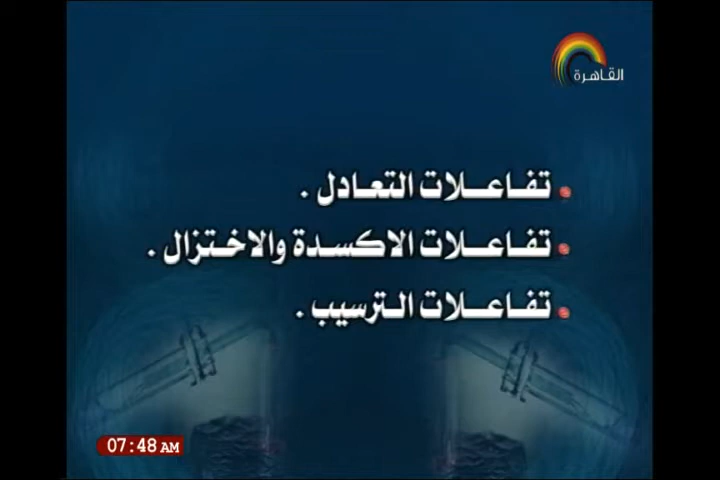 القاهرة
تفاعلات التعادل .
تفاعلات الاكسدة والاختزال .
تفاعلات الترسيب .
07:48 AM